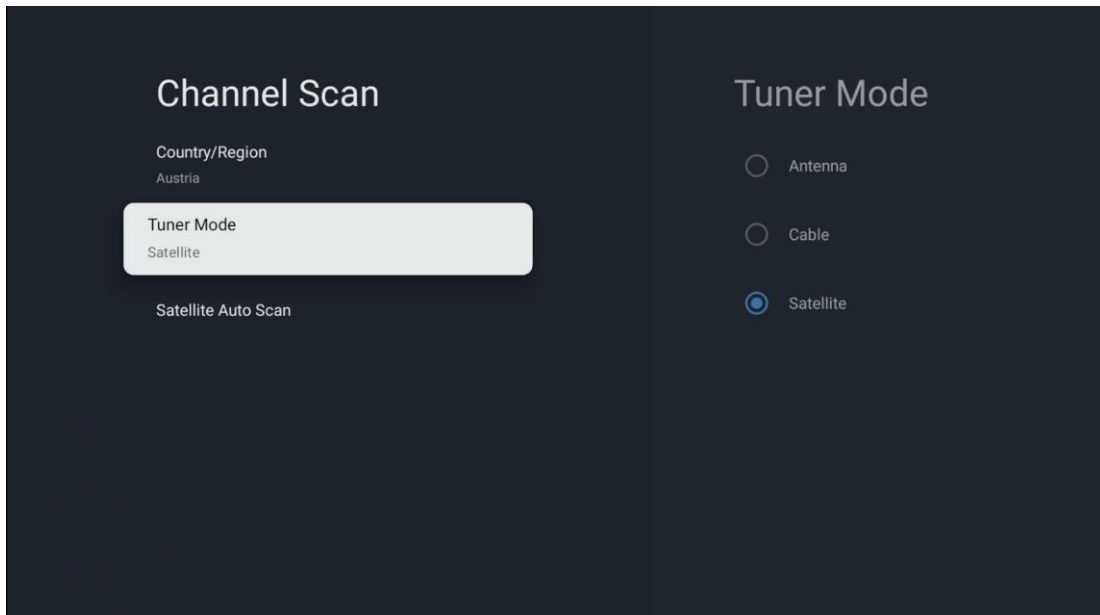 Channel Scan
Country/Region
Austria
Tuner Mode
Satellite
Satellite Auto Scan
Tuner Mode
Antenna
Cable
Satellite